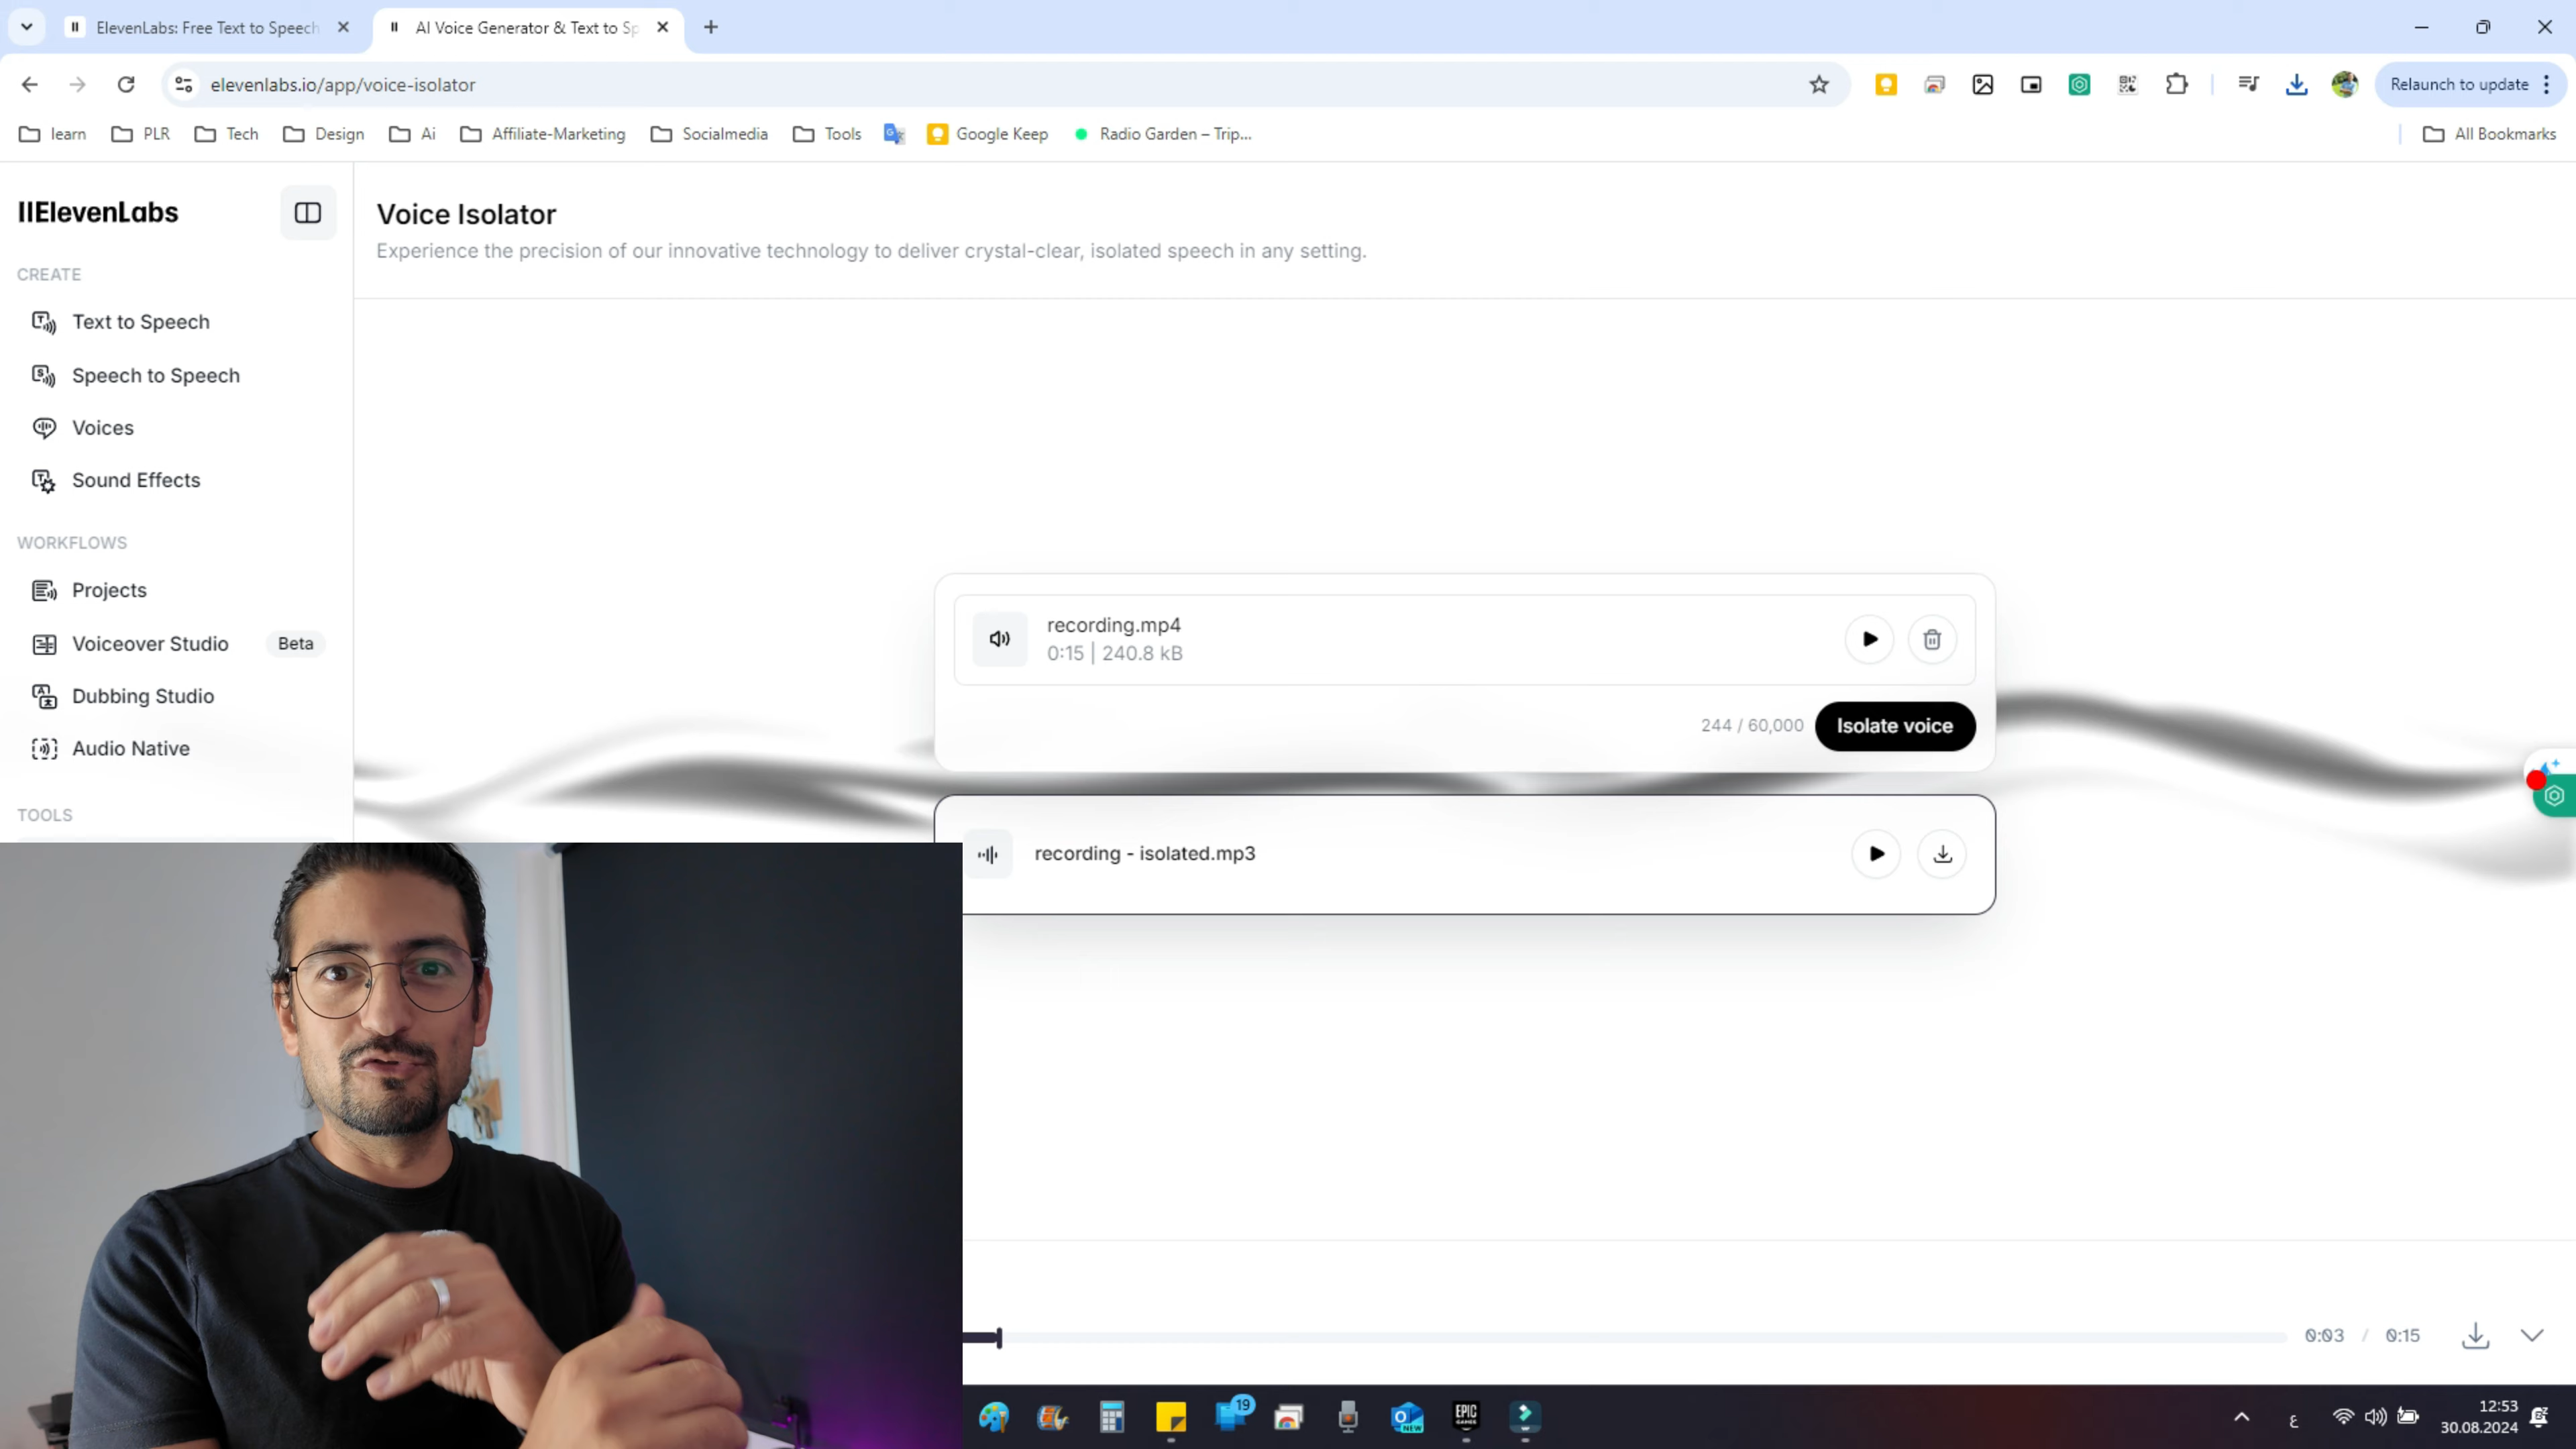 ElevenLabs: Free Text to Speech
AI Voice Generator & Text to Sp
elevenlabs.io/app/voice-isolator
Relaunch to update
learn
PLR
Tech
Design
Ai
Affiliate-Marketing
Socialmedia
Tools
Google Keep
Radio Garden – Trip...
All Bookmarks
IIElevenLabs
Voice Isolator
Experience the precision of our innovative technology to deliver crystal-clear, isolated speech in any setting.
CREATE
Text to Speech
Speech to Speech
Voices
Sound Effects
WORKFLOWS
Projects
Voiceover Studio Beta
Dubbing Studio
Audio Native
TOOLS
recording.mp4
0:15 | 240.8 kB
244 / 60,000
Isolate voice
recording - isolated.mp3
0:03 / 0:15
19
NEW
EPIC
GAMES
ع
12:53
30.08.2024